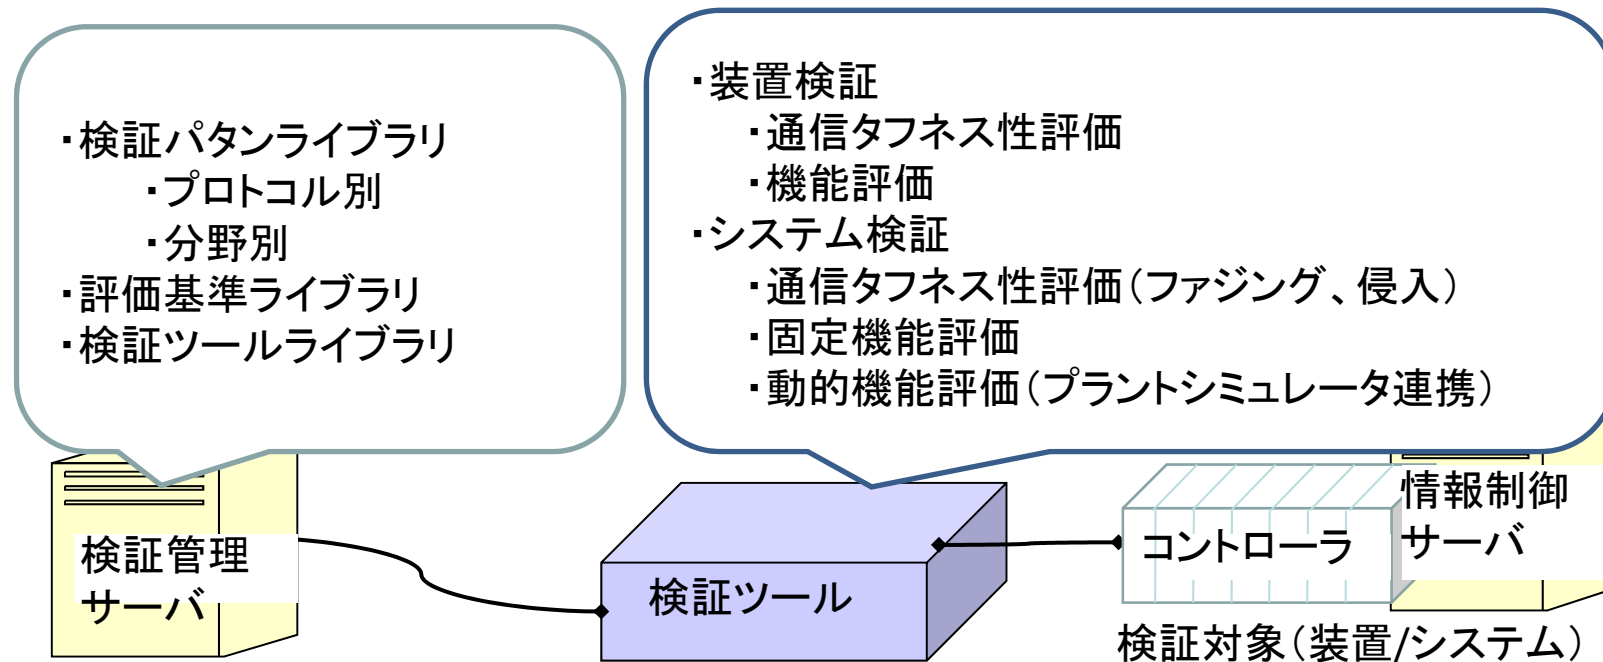 ・検証パタンライブラリ
・プロトコル別
・分野別
・評価基準ライブラリ
・検証ツールライブラリ
・装置検証
・通信タフネス性評価
・機能評価
・システム検証
・通信タフネス性評価(ファジング、侵入)
・固定機能評価
・動的機能評価(プラントシミュレータ連携)
検証管理
サーバ
検証ツール
コントローラ
情報制御
サーバ
検証対象(装置/システム)